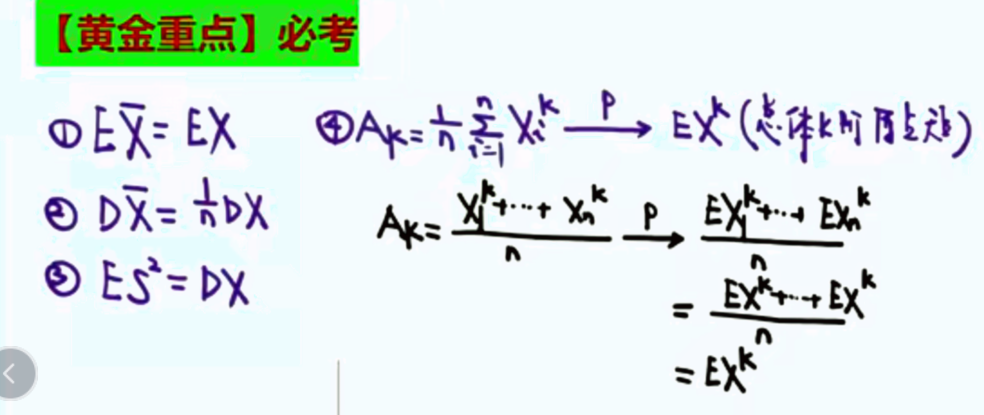 【黄金重点】必考
① EX̄ = EX
② DX̄ = 1/n DX
③ ES² = DX
④ Aₖ = 1/n ∑ᵢ₌₁ⁿ Xᵢᵏ —P→ EXᵏ (总体k阶原点矩)
Aₖ = (X₁ᵏ+⋯+Xₙᵏ)/n —P→ (EX₁ᵏ+⋯+EXₙᵏ)/n
= (EXᵏ+⋯+EXᵏ)/n
= EXᵏ